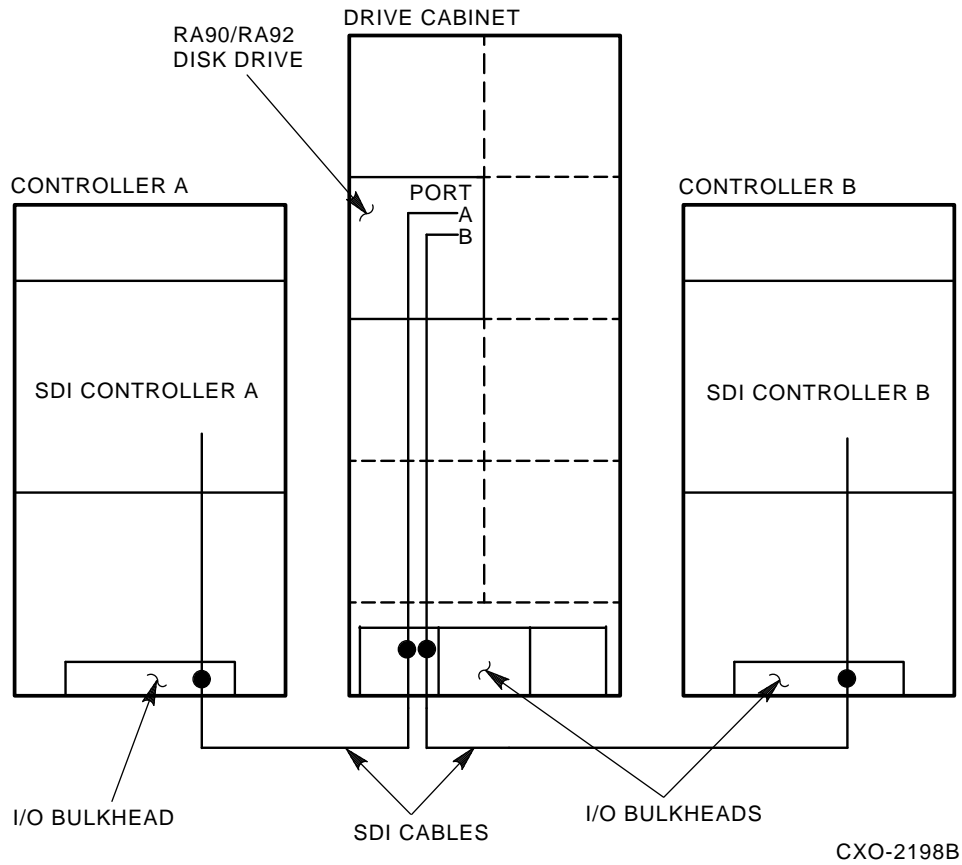 DRIVE CABINET
RA90/RA92
DISK DRIVE
CONTROLLER A
PORT
A
B
CONTROLLER B
SDI CONTROLLER A
SDI CONTROLLER B
I/O BULKHEAD
SDI CABLES
I/O BULKHEADS
CXO-2198B